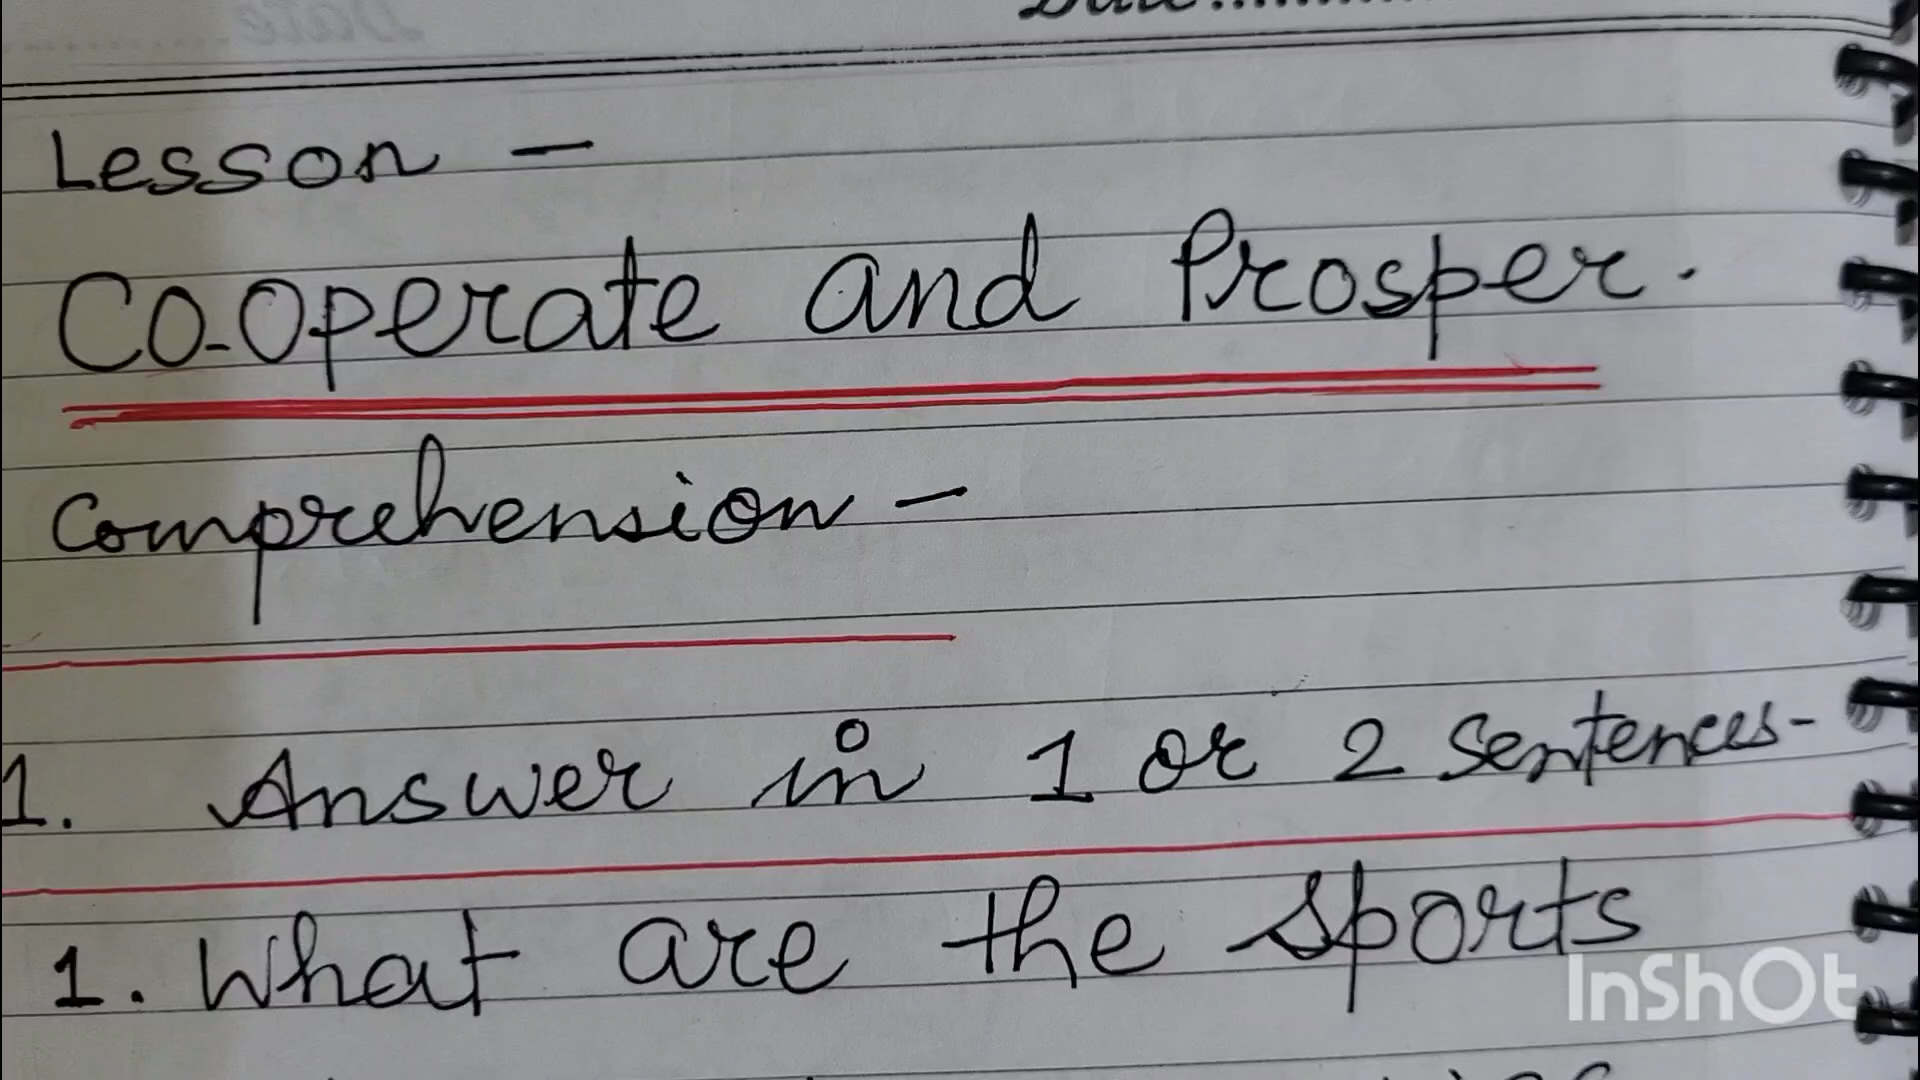 Date..........
Lesson -
Co-Operate and Prosper.
Comprehension -
1. Answer in 1 or 2 Sentences-
1. What are the sports
InShOt